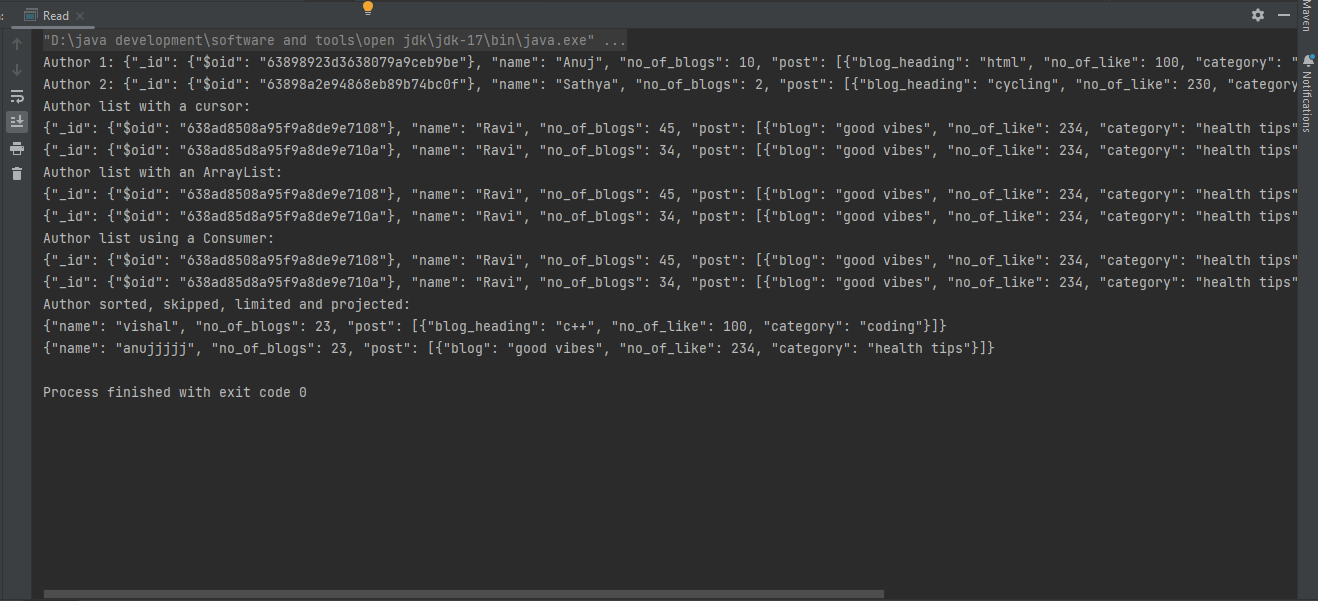 Read
Maven
Notifications
"D:\java development\software and tools\open jdk\jdk-17\bin\java.exe" ...
Author 1: {"_id": {"$oid": "63898923d3638079a9ceb9be"}, "name": "Anuj", "no_of_blogs": 10, "post": [{"blog_heading": "html", "no_of_like": 100, "category": "
Author 2: {"_id": {"$oid": "63898a2e94868eb89b74bc0f"}, "name": "Sathya", "no_of_blogs": 2, "post": [{"blog_heading": "cycling", "no_of_like": 230, "category
Author list with a cursor:
{"_id": {"$oid": "638ad8508a95f9a8de9e7108"}, "name": "Ravi", "no_of_blogs": 45, "post": [{"blog": "good vibes", "no_of_like": 234, "category": "health tips"
{"_id": {"$oid": "638ad85d8a95f9a8de9e710a"}, "name": "Ravi", "no_of_blogs": 34, "post": [{"blog": "good vibes", "no_of_like": 234, "category": "health tips"
Author list with an ArrayList:
{"_id": {"$oid": "638ad8508a95f9a8de9e7108"}, "name": "Ravi", "no_of_blogs": 45, "post": [{"blog": "good vibes", "no_of_like": 234, "category": "health tips"
{"_id": {"$oid": "638ad85d8a95f9a8de9e710a"}, "name": "Ravi", "no_of_blogs": 34, "post": [{"blog": "good vibes", "no_of_like": 234, "category": "health tips"
Author list using a Consumer:
{"_id": {"$oid": "638ad8508a95f9a8de9e7108"}, "name": "Ravi", "no_of_blogs": 45, "post": [{"blog": "good vibes", "no_of_like": 234, "category": "health tips"
{"_id": {"$oid": "638ad85d8a95f9a8de9e710a"}, "name": "Ravi", "no_of_blogs": 34, "post": [{"blog": "good vibes", "no_of_like": 234, "category": "health tips"
Author sorted, skipped, limited and projected:
{"name": "vishal", "no_of_blogs": 23, "post": [{"blog_heading": "c++", "no_of_like": 100, "category": "coding"}]}
{"name": "anujjjjj", "no_of_blogs": 23, "post": [{"blog": "good vibes", "no_of_like": 234, "category": "health tips"}]}
Process finished with exit code 0